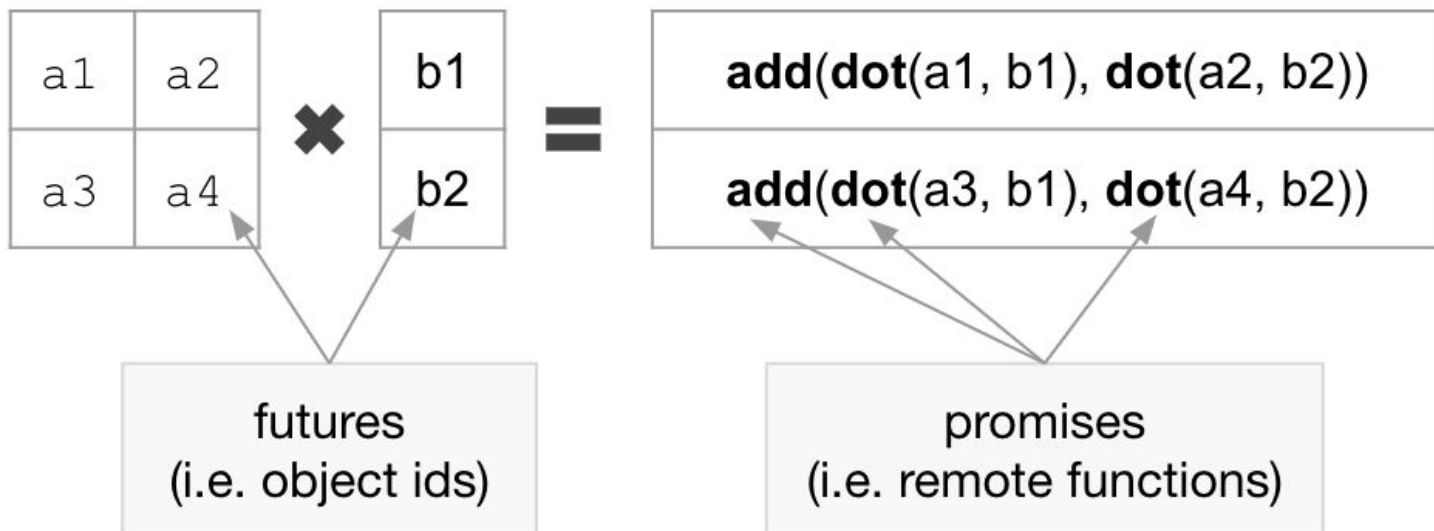 a1 a2 b1 add(dot(a1, b1), dot(a2, b2))
a3 a4 b2 add(dot(a3, b1), dot(a4, b2))
futures
(i.e. object ids)
promises
(i.e. remote functions)